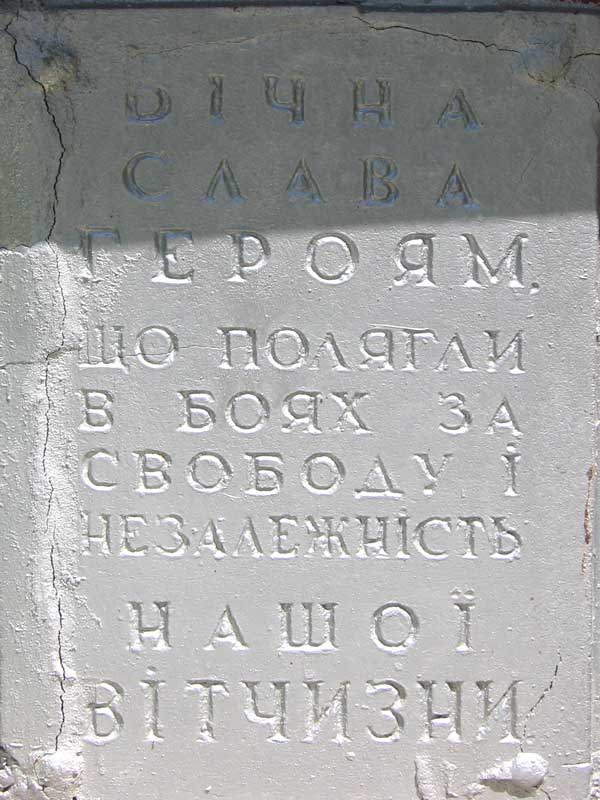 ВІЧНА
СЛАВА
ГЕРОЯМ,
ЩО ПОЛЯГЛИ
В БОЯХ ЗА
СВОБОДУ І
НЕЗАЛЕЖНІСТЬ
НАШОЇ
ВІТЧИЗНИ